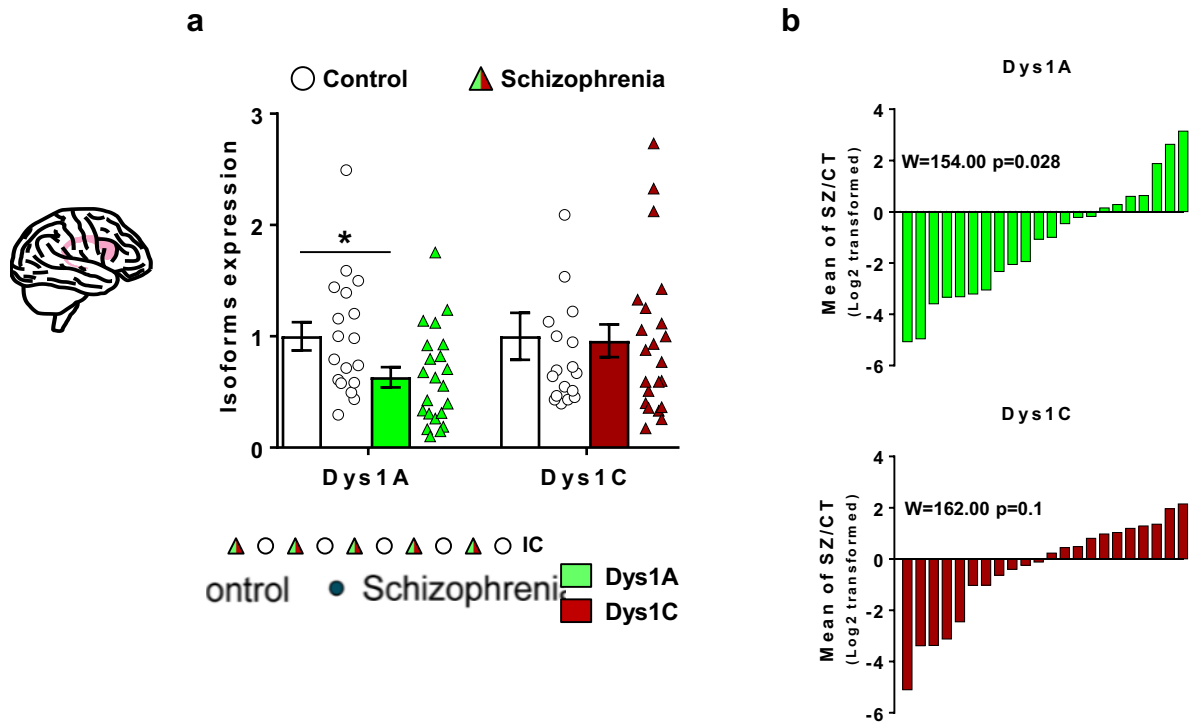 a
Control
Schizophrenia
Isoforms expression
3
2
1
0
*
Dys1A
Dys1C
IC
ontrol
Schizophreni
Dys1A
Dys1C
b
Dys1A
Mean of SZ/CT
(Log2 transformed)
4
2
0
-2
-4
-6
W=154.00 p=0.028
Dys1C
Mean of SZ/CT
(Log2 transformed)
4
2
0
-2
-4
-6
W=162.00 p=0.1